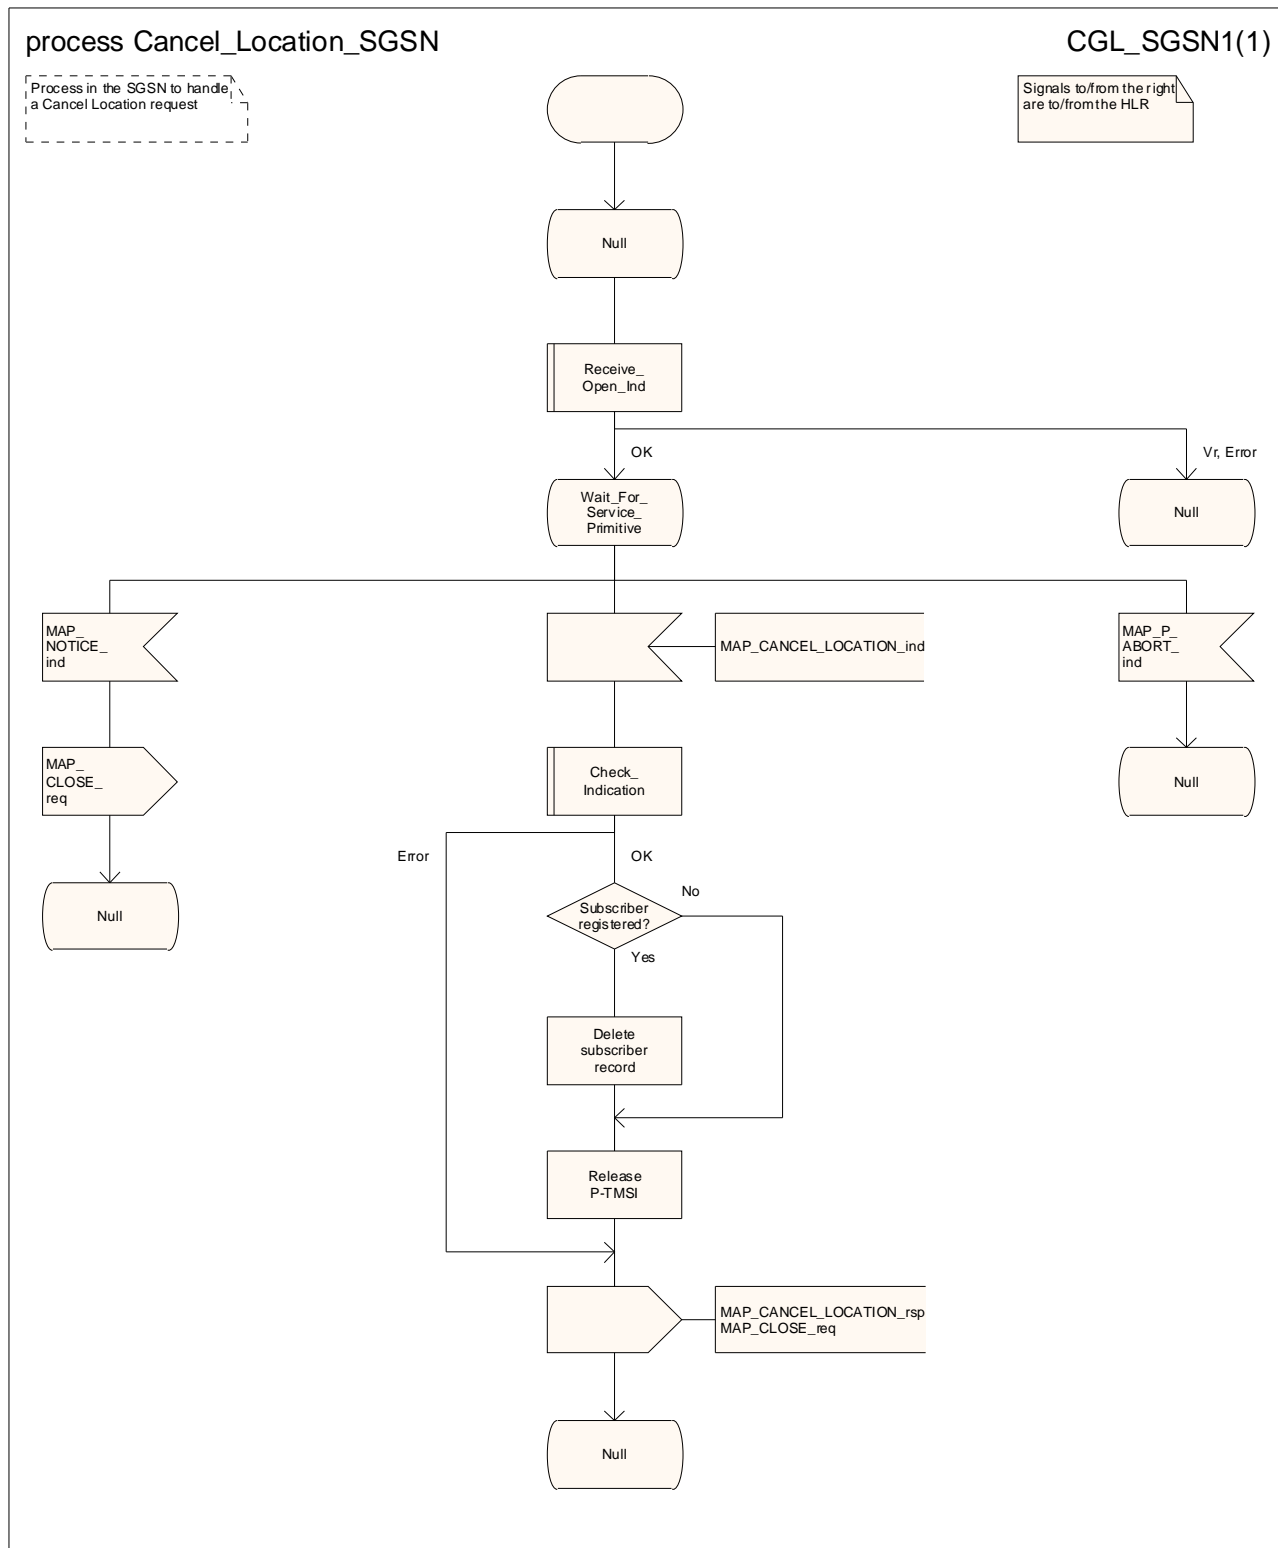 process Cancel_Location_SGSN
CGL_SGSN1(1)
Process in the SGSN to handle
a Cancel Location request
Signals to/from the right
are to/from the HLR
Null
Receive_
Open_Ind
OK
Vr, Error
Wait_For_
Service_
Primitive
Null
MAP_
NOTICE_
ind
MAP_CANCEL_LOCATION_ind
MAP_P_
ABORT_
ind
MAP_
CLOSE_
req
Check_
Indication
Null
Error
OK
No
Null
Subscriber
registered?
Yes
Delete
subscriber
record
Release
P-TMSI
MAP_CANCEL_LOCATION_rsp
MAP_CLOSE_req
Null